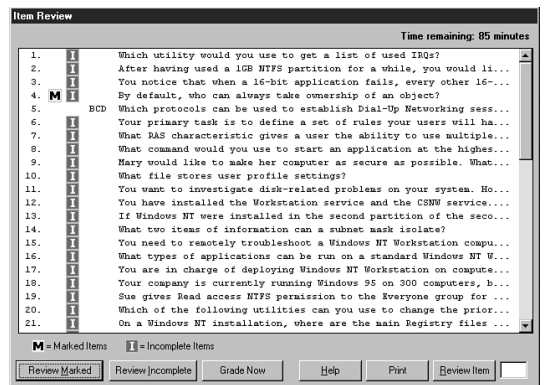 Item Review
Time remaining: 85 minutes
1. I Which utility would you use to get a list of used IRQs?
2. I After having used a 1GB NTFS partition for a while, you would li...
3. I You notice that when a 16-bit application fails, every other 16-...
4. M I By default, who can always take ownership of an object?
5. BCD Which protocols can be used to establish Dial-Up Networking sess...
6. I Your primary task is to define a set of rules your users will ha...
7. I What RAS characteristic gives a user the ability to use multiple...
8. I What command would you use to start an application at the highes...
9. I Mary would like to make her computer as secure as possible. What...
10. I What file stores user profile settings?
11. I You want to investigate disk-related problems on your system. Ho...
12. I You have installed the Workstation service and the CSNW service....
13. I If Windows NT were installed in the second partition of the seco...
14. I What two items of information can a subnet mask isolate?
15. I You need to remotely troubleshoot a Windows NT Workstation compu...
16. I What types of applications can be run on a standard Windows NT W...
17. I You are in charge of deploying Windows NT Workstation on compute...
18. I Your company is currently running Windows 95 on 300 computers, b...
19. I Sue gives Read access NTFS permission to the Everyone group for ...
20. I Which of the following utilities can you use to change the prior...
21. I On a Windows NT installation, where are the main Registry files ...
M = Marked Items I = Incomplete Items
Review Marked Review Incomplete Grade Now Help Print Review Item